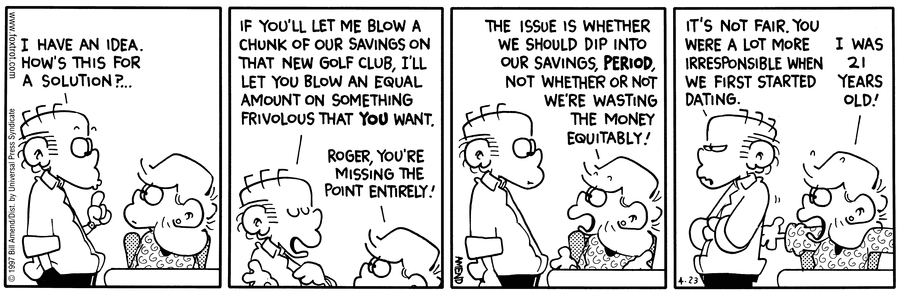 I HAVE AN IDEA.
HOW'S THIS FOR
A SOLUTION?...
www.foxtrot.com
© 1997 Bill Amend/Dist. by Universal Press Syndicate
IF YOU'LL LET ME BLOW A
CHUNK OF OUR SAVINGS ON
THAT NEW GOLF CLUB, I'LL
LET YOU BLOW AN EQUAL
AMOUNT ON SOMETHING
FRIVOLOUS THAT YOU WANT.
ROGER, YOU'RE
MISSING THE
POINT ENTIRELY!
THE ISSUE IS WHETHER
WE SHOULD DIP INTO
OUR SAVINGS, PERIOD,
NOT WHETHER OR NOT
WE'RE WASTING
THE MONEY
EQUITABLY!
AMEND
IT'S NOT FAIR. YOU
WERE A LOT MORE
IRRESPONSIBLE WHEN
WE FIRST STARTED
DATING.
I WAS
21
YEARS
OLD!
4.23